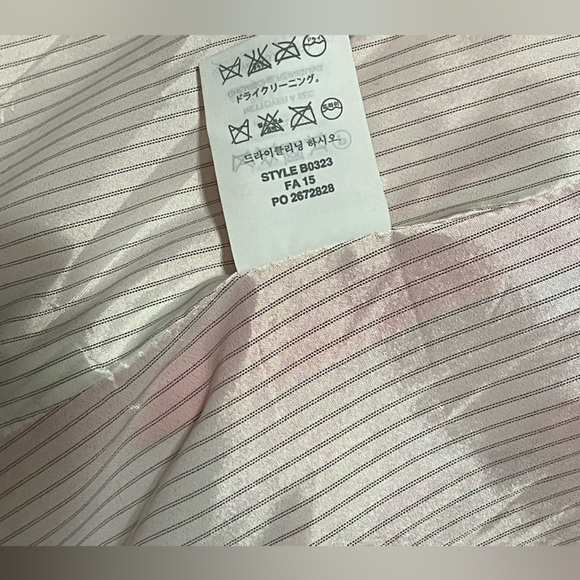 ドライクリーニング。
드라이클리닝 하시오.
STYLE B0323
FA 15
PO 2672828